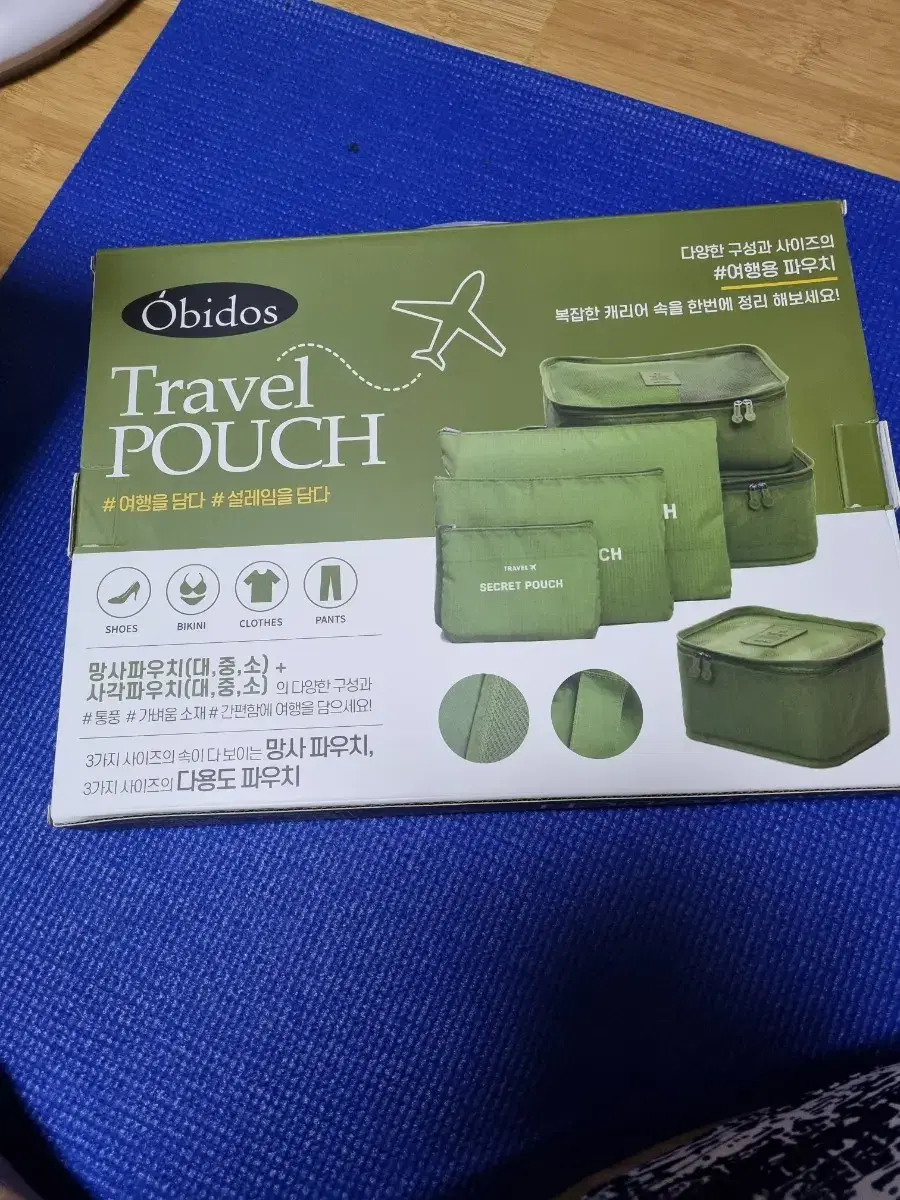 Óbidos
Travel
POUCH
# 여행을 담다 # 설레임을 담다
다양한 구성과 사이즈의
#여행용 파우치
복잡한 캐리어 속을 한번에 정리 해보세요!
H
CH
TRAVEL
SECRET POUCH
SHOES
BIKINI
CLOTHES
PANTS
망사파우치(대,중,소) +
사각파우치(대,중,소) 의 다양한 구성과
# 통풍 # 가벼움 소재 # 간편함에 여행을 담으세요!
3가지 사이즈의 속이 다 보이는 망사 파우치,
3가지 사이즈의 다용도 파우치